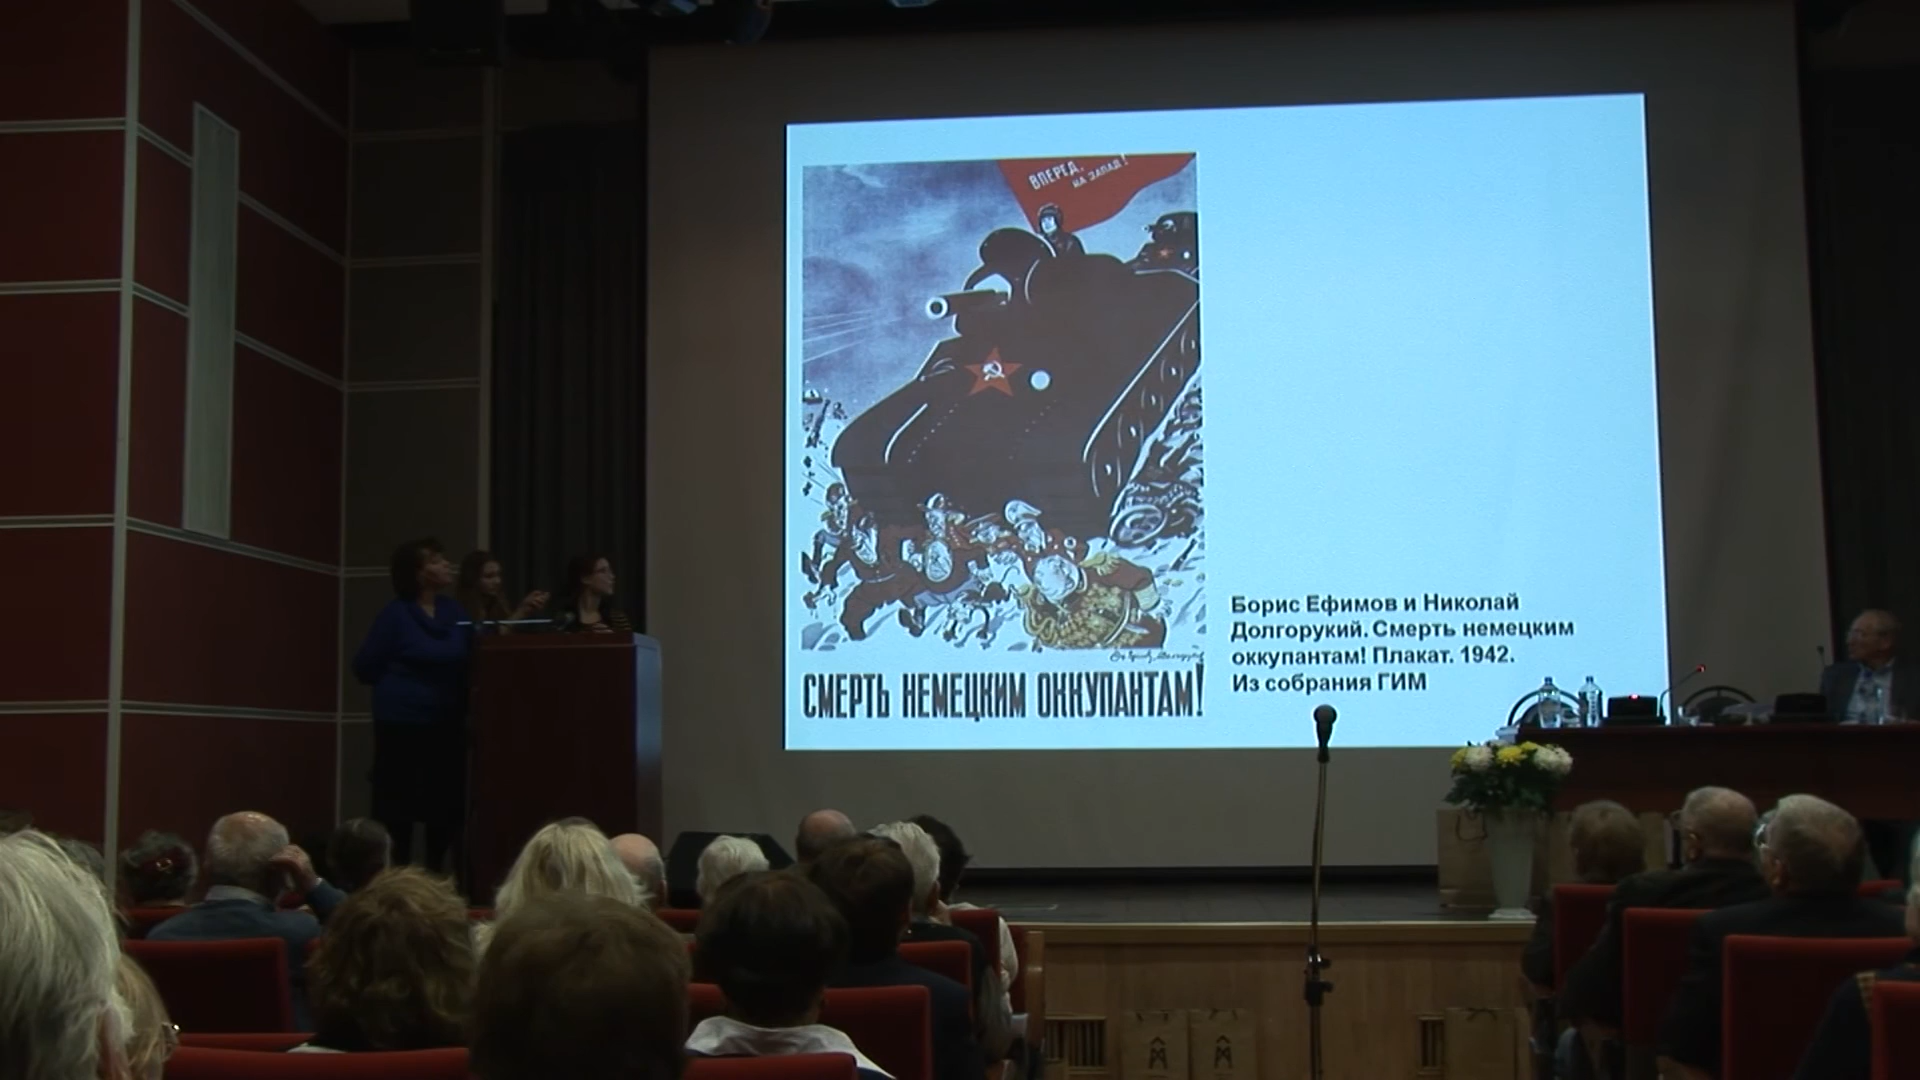 ВПЕРЕД,
НА ЗАПАД!
СМЕРТЬ НЕМЕЦКИМ ОККУПАНТАМ!
Борис Ефимов и Николай
Долгорукий. Смерть немецким
оккупантам! Плакат. 1942.
Из собрания ГИМ